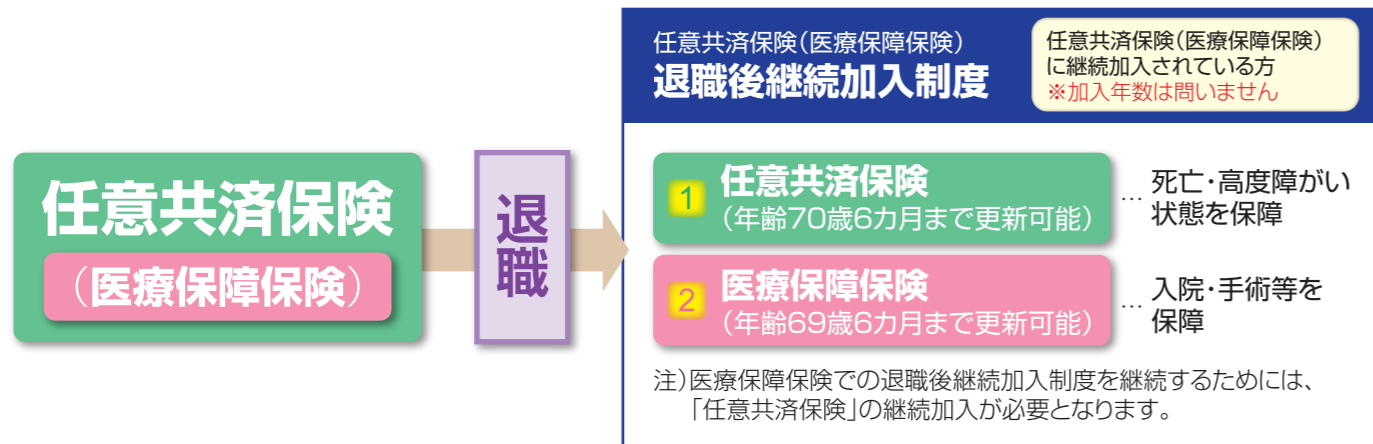 任意共済保険
（医療保障保険）
退職
任意共済保険（医療保障保険）
退職後継続加入制度
任意共済保険（医療保障保険）
に継続加入されている方
※加入年数は問いません
1 任意共済保険
（年齢70歳6カ月まで更新可能）
… 死亡・高度障がい
状態を保障
2 医療保障保険
（年齢69歳6カ月まで更新可能）
… 入院・手術等を
保障
注）医療保障保険での退職後継続加入制度を継続するためには、
「任意共済保険」の継続加入が必要となります。